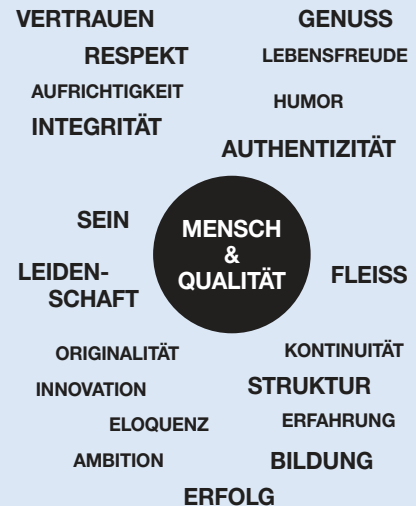 VERTRAUEN
GENUSS
RESPEKT
LEBENSFREUDE
AUFRICHTIGKEIT
HUMOR
INTEGRITÄT
AUTHENTIZITÄT
SEIN
MENSCH
&
QUALITÄT
LEIDEN-
SCHAFT
FLEISS
ORIGINALITÄT
KONTINUITÄT
INNOVATION
STRUKTUR
ELOQUENZ
ERFAHRUNG
AMBITION
BILDUNG
ERFOLG